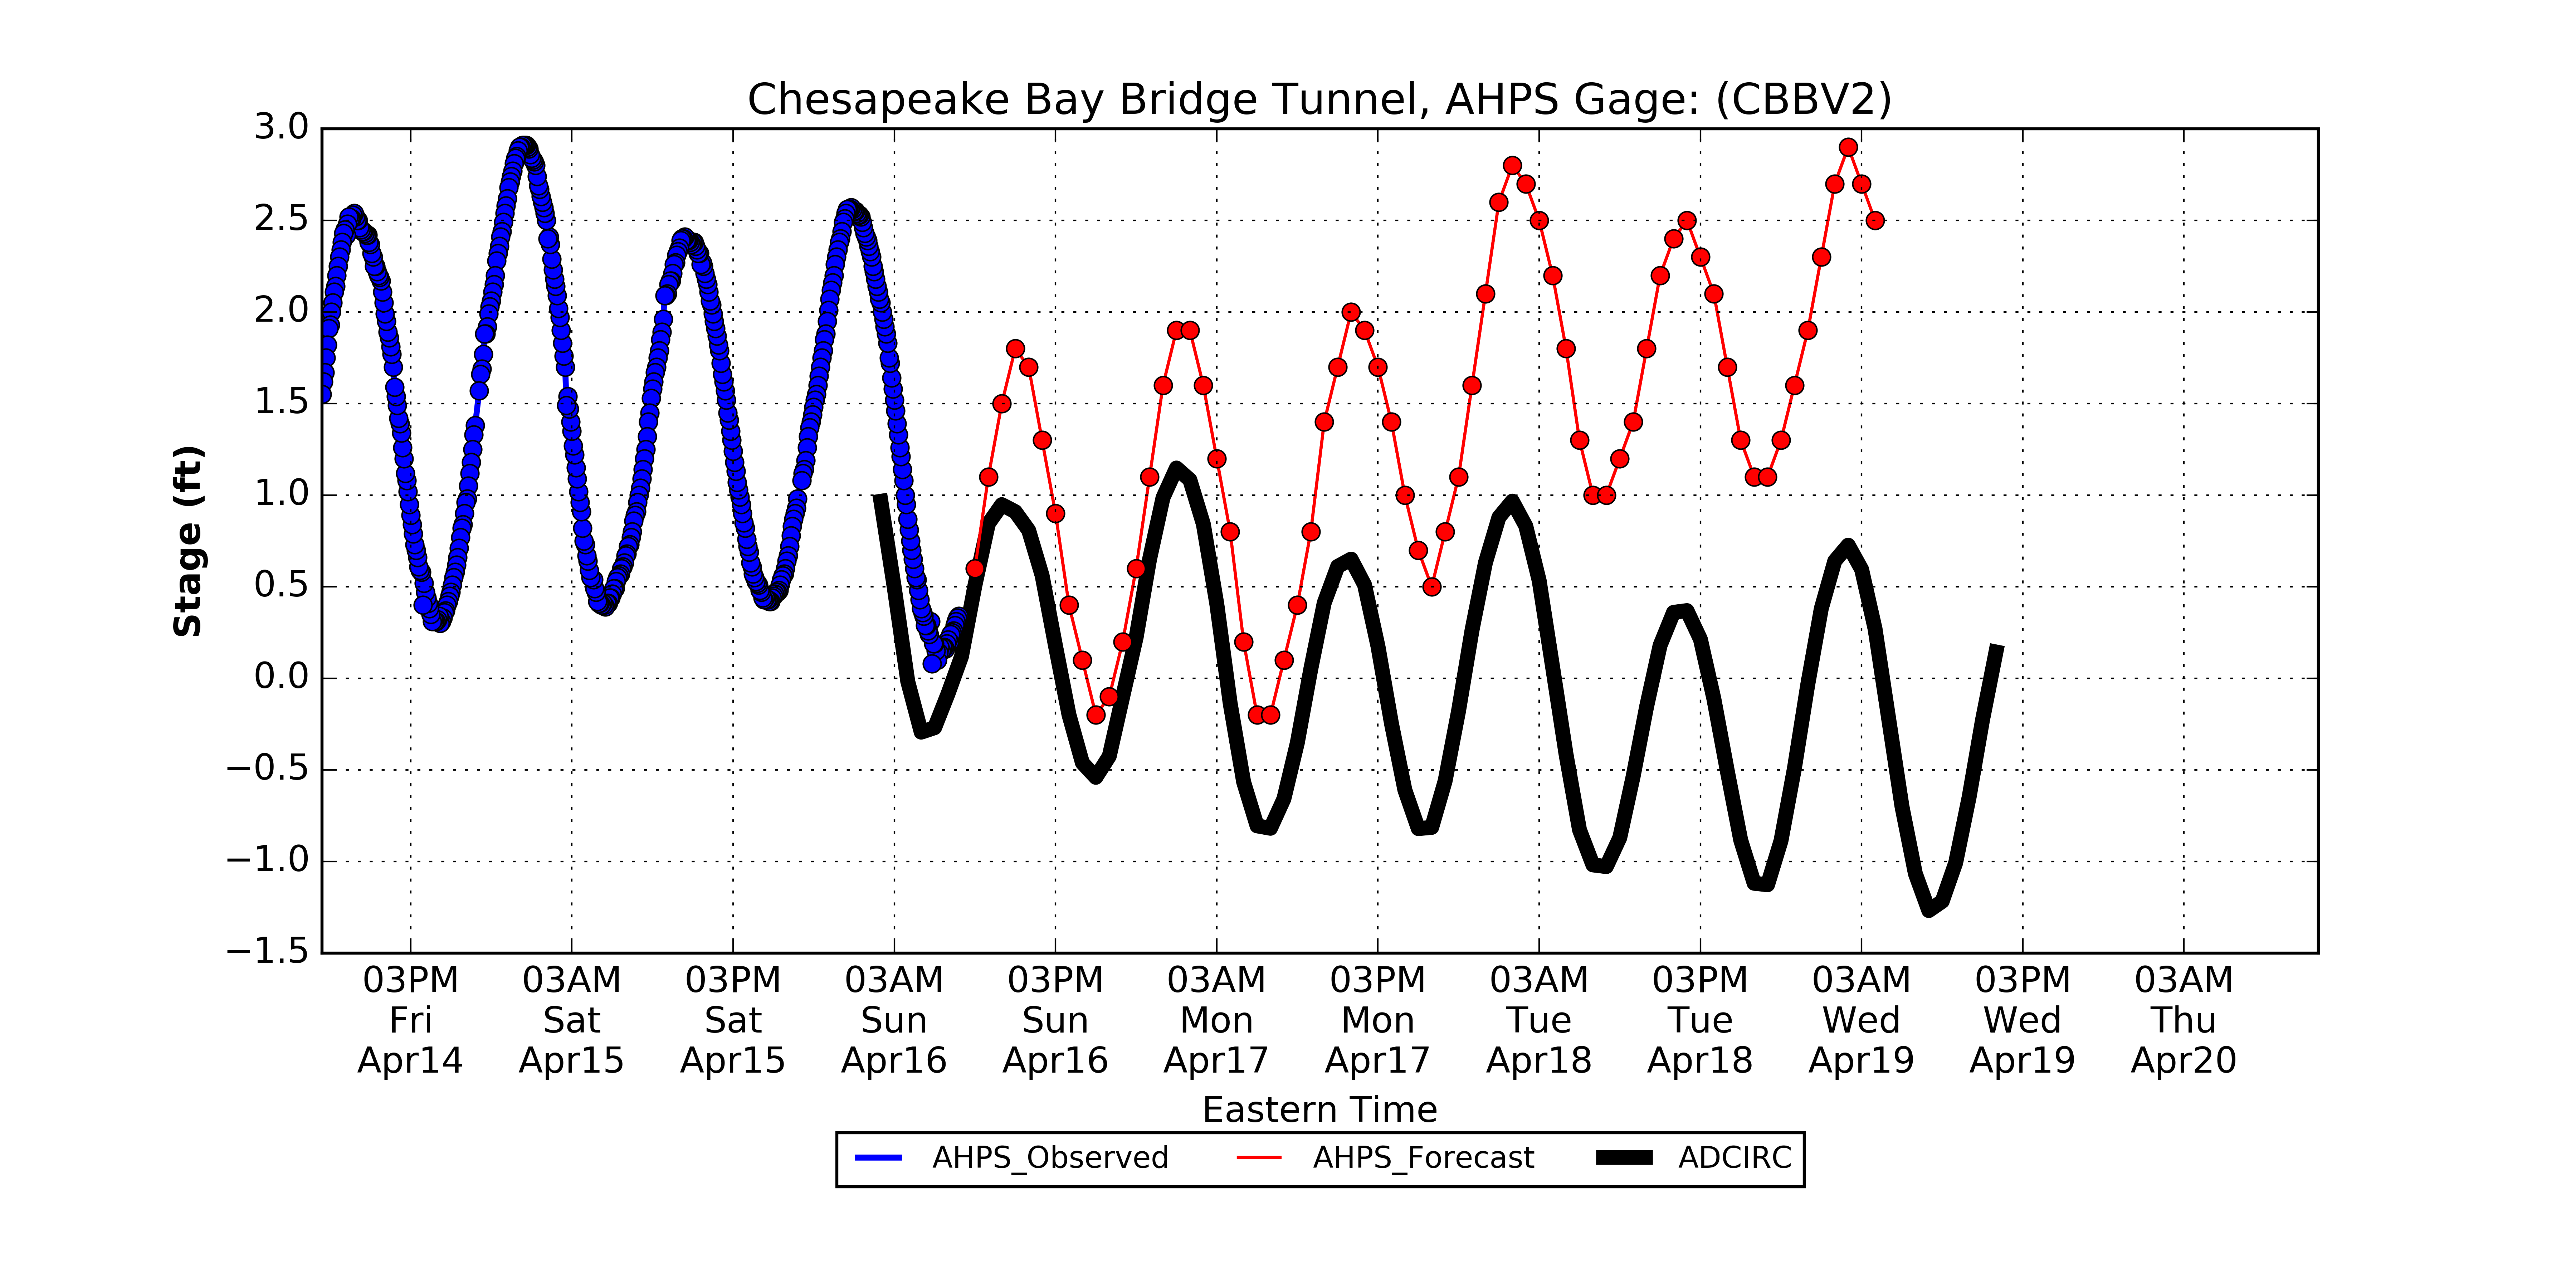 Chesapeake Bay Bridge Tunnel, AHPS Gage: (CBBV2)
3.0
2.5
2.0
1.5
1.0
0.5
0.0
−0.5
−1.0
−1.5
Stage (ft)
03PM 03AM 03PM 03AM 03PM 03AM 03PM 03AM 03PM 03AM 03PM 03AM
Fri Sat Sat Sun Sun Mon Mon Tue Tue Wed Wed Thu
Apr14 Apr15 Apr15 Apr16 Apr16 Apr17 Apr17 Apr18 Apr18 Apr19 Apr19 Apr20
Eastern Time
AHPS_Observed AHPS_Forecast ADCIRC